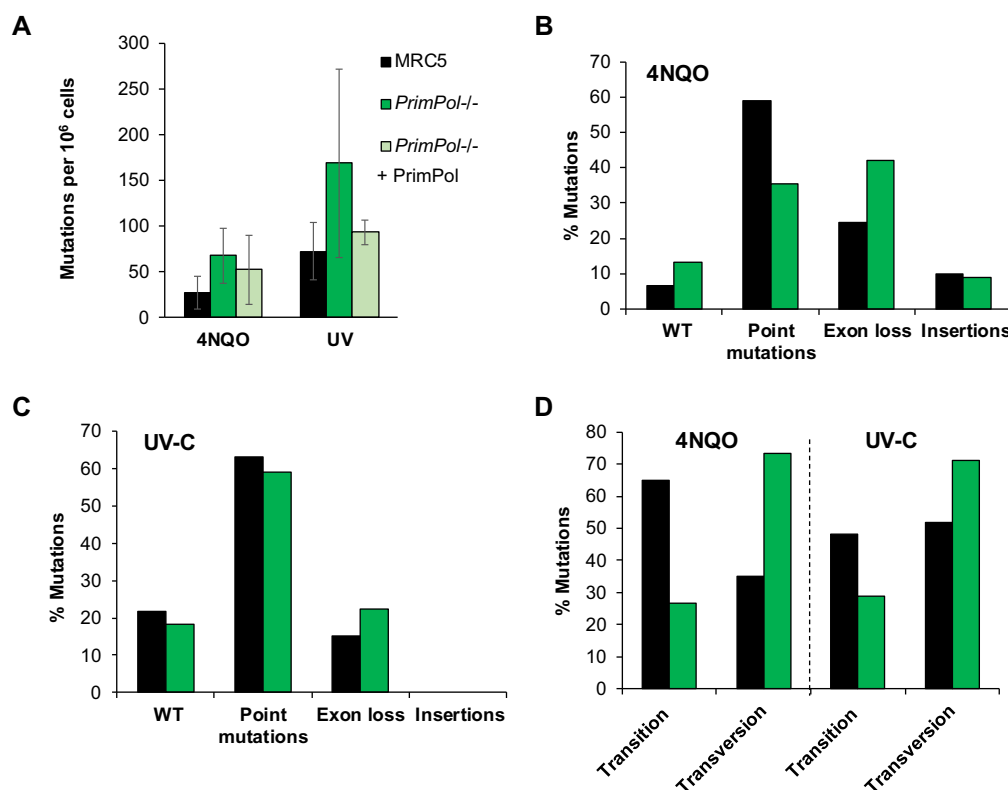 A
Mutations per 10⁶ cells
300
250
200
150
100
50
0
4NQO
UV
MRC5
PrimPol-/-
PrimPol-/-
+ PrimPol
B
4NQO
% Mutations
70
60
50
40
30
20
10
0
WT
Point
mutations
Exon loss
Insertions
C
UV-C
% Mutations
70
60
50
40
30
20
10
0
WT
Point
mutations
Exon loss
Insertions
D
4NQO
UV-C
% Mutations
80
70
60
50
40
30
20
10
0
Transition
Transversion
Transition
Transversion